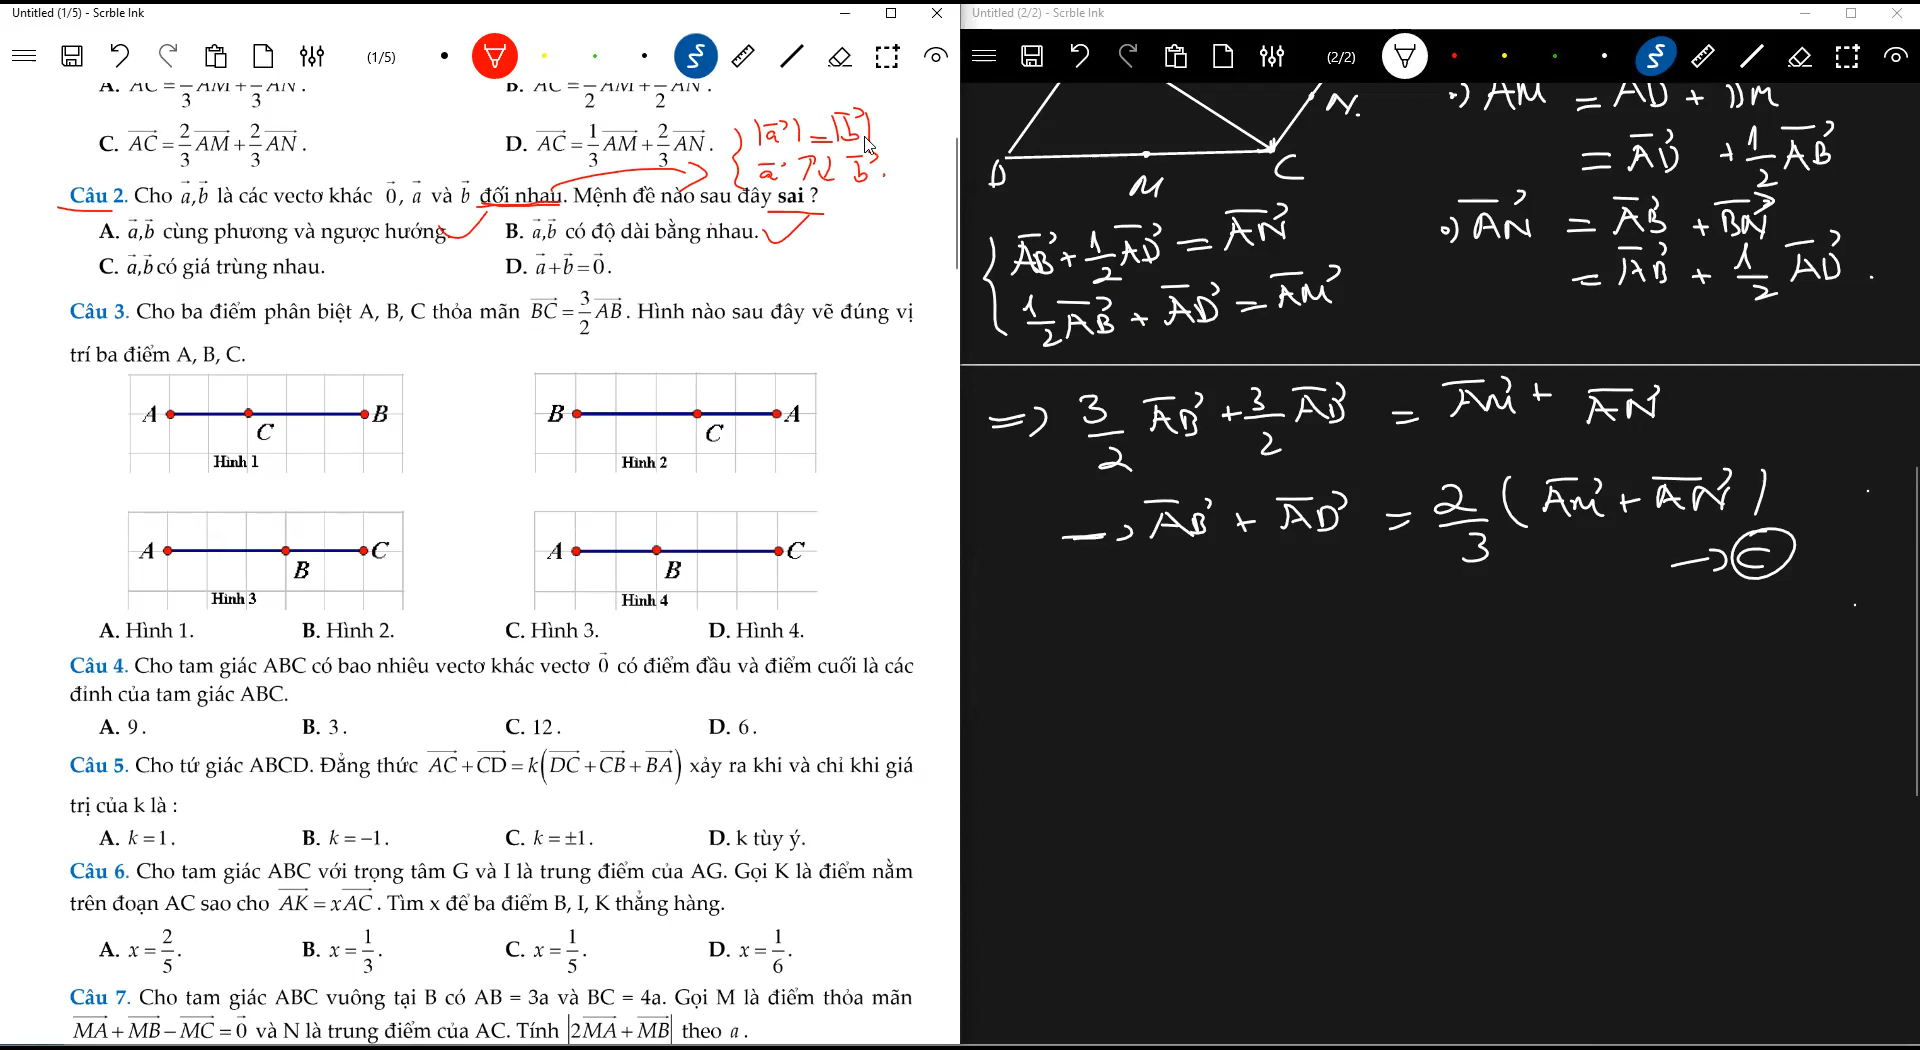 Untitled (1/5) - Scrble Ink
(1/5)
A. AC = /3 AM + /3 AN .
B. AC = /2 AM + /2 AN .
C. AC = 2/3 AM + 2/3 AN .
D. AC = 1/3 AM + 2/3 AN .
|a| = |b|
a ↑↓ b .
Câu 2. Cho a,b là các vectơ khác 0, a và b đối nhau. Mệnh đề nào sau đây sai ?
A. a,b cùng phương và ngược hướng.
B. a,b có độ dài bằng nhau.
C. a,b có giá trùng nhau.
D. a + b = 0 .
Câu 3. Cho ba điểm phân biệt A, B, C thỏa mãn BC = 3/2 AB . Hình nào sau đây vẽ đúng vị
trí ba điểm A, B, C.
A C B
Hình 1
B C A
Hình 2
A B C
Hình 3
A B C
Hình 4
A. Hình 1.
B. Hình 2.
C. Hình 3.
D. Hình 4.
Câu 4. Cho tam giác ABC có bao nhiêu vectơ khác vectơ 0 có điểm đầu và điểm cuối là các
đỉnh của tam giác ABC.
A. 9 .
B. 3 .
C. 12 .
D. 6 .
Câu 5. Cho tứ giác ABCD. Đẳng thức AC + CD = k(DC + CB + BA) xảy ra khi và chỉ khi giá
trị của k là :
A. k = 1 .
B. k = −1 .
C. k = ±1 .
D. k tùy ý.
Câu 6. Cho tam giác ABC với trọng tâm G và I là trung điểm của AG. Gọi K là điểm nằm
trên đoạn AC sao cho AK = xAC . Tìm x để ba điểm B, I, K thẳng hàng.
A. x = 2/5 .
B. x = 1/3 .
C. x = 1/5 .
D. x = 1/6 .
Câu 7. Cho tam giác ABC vuông tại B có AB = 3a và BC = 4a. Gọi M là điểm thỏa mãn
MA + MB − MC = 0 và N là trung điểm của AC. Tính |2MA + MB| theo a .
Untitled (2/2) - Scrble Ink
(2/2)
N.
D M C
.) AM = AD + DM
= AD + 1/2 AB
.) AN = AB + BN
= AB + 1/2 AD .
AB + 1/2 AD = AN
1/2 AB + AD = AM
=> 3/2 AB + 3/2 AD = AM + AN
→ AB + AD = 2/3 (AM + AN)
→ C